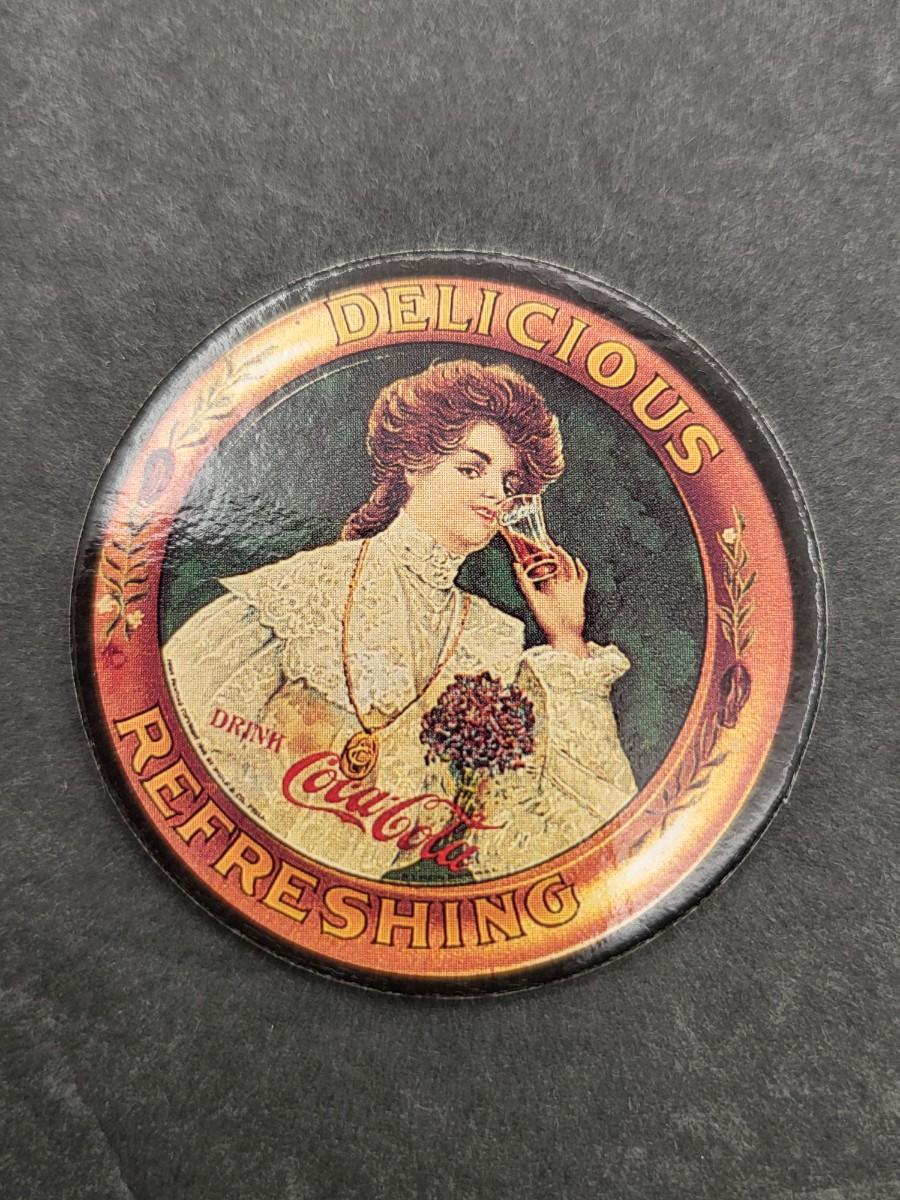 DELICIOUS
DRINK
Coca-Cola
REFRESHING